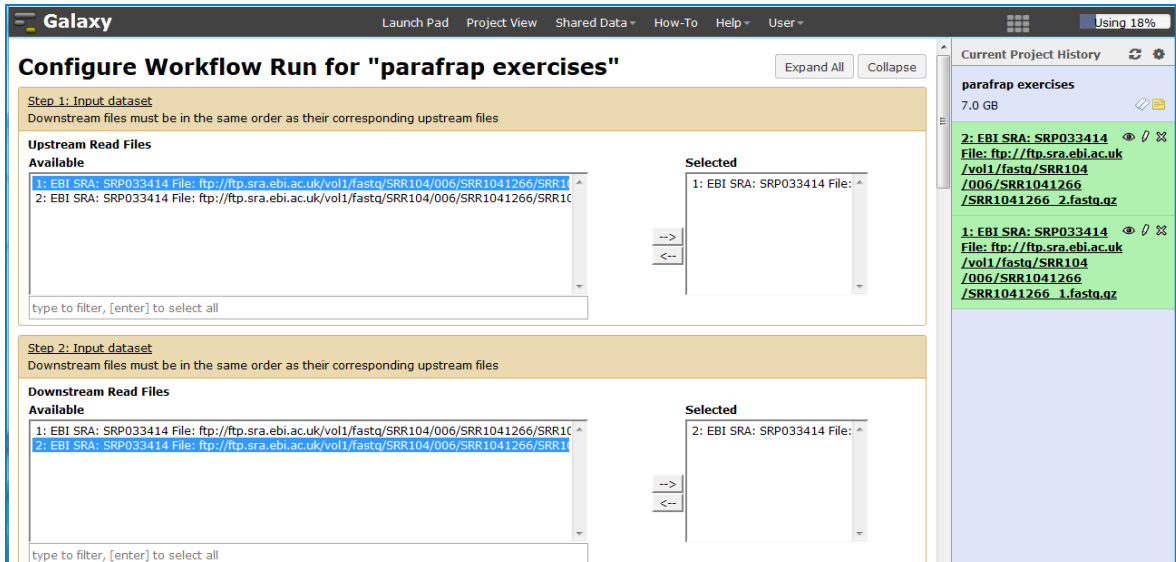 Galaxy
Launch Pad Project View Shared Data How-To Help User
Using 18%
Configure Workflow Run for "parafrap exercises"
Expand All Collapse
Step 1: Input dataset
Downstream files must be in the same order as their corresponding upstream files
Upstream Read Files
Available
Selected
1: EBI SRA: SRP033414 File: ftp://ftp.sra.ebi.ac.uk/vol1/fastq/SRR104/006/SRR1041266/SRR10
2: EBI SRA: SRP033414 File: ftp://ftp.sra.ebi.ac.uk/vol1/fastq/SRR104/006/SRR1041266/SRR10
1: EBI SRA: SRP033414 File:
-->
<--
type to filter, [enter] to select all
Step 2: Input dataset
Downstream files must be in the same order as their corresponding upstream files
Downstream Read Files
Available
Selected
1: EBI SRA: SRP033414 File: ftp://ftp.sra.ebi.ac.uk/vol1/fastq/SRR104/006/SRR1041266/SRR10
2: EBI SRA: SRP033414 File: ftp://ftp.sra.ebi.ac.uk/vol1/fastq/SRR104/006/SRR1041266/SRR10
2: EBI SRA: SRP033414 File:
-->
<--
type to filter, [enter] to select all
Current Project History
parafrap exercises
7.0 GB
2: EBI SRA: SRP033414
File: ftp://ftp.sra.ebi.ac.uk
/vol1/fastq/SRR104
/006/SRR1041266
/SRR1041266_2.fastq.gz
1: EBI SRA: SRP033414
File: ftp://ftp.sra.ebi.ac.uk
/vol1/fastq/SRR104
/006/SRR1041266
/SRR1041266_1.fastq.gz